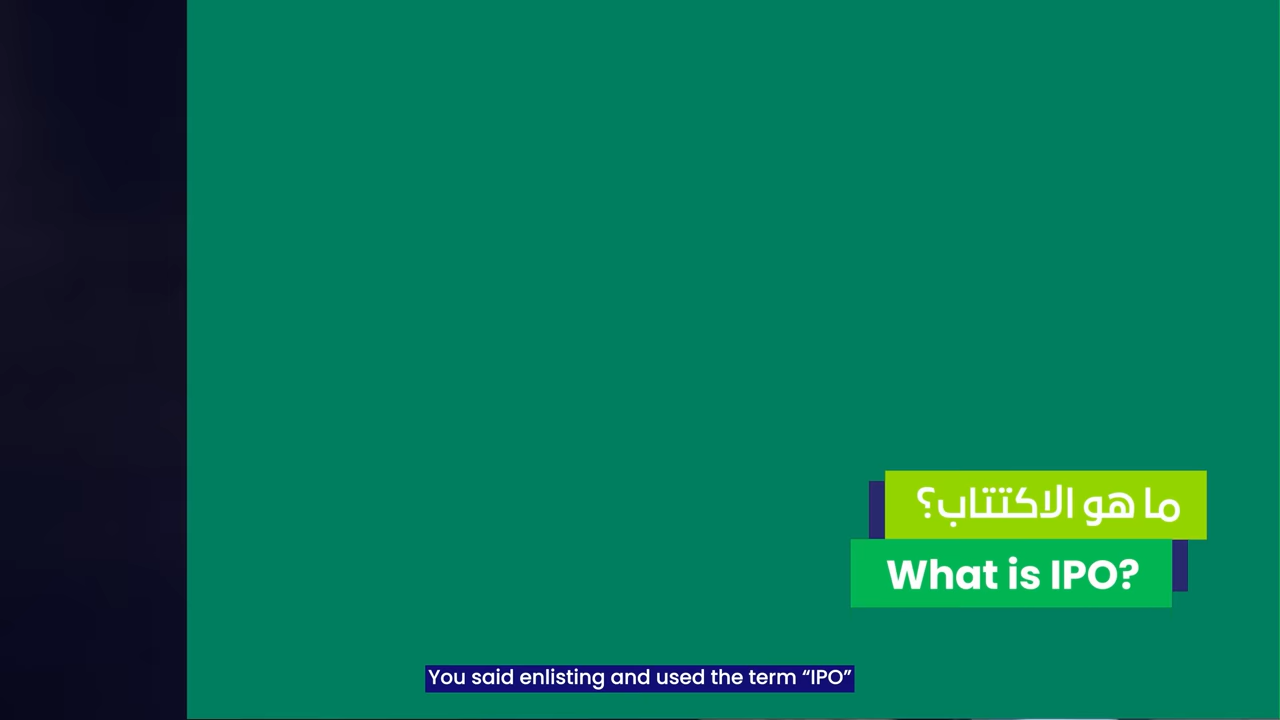 ما هو الاكتتاب؟
What is IPO?
You said enlisting and used the term “IPO”